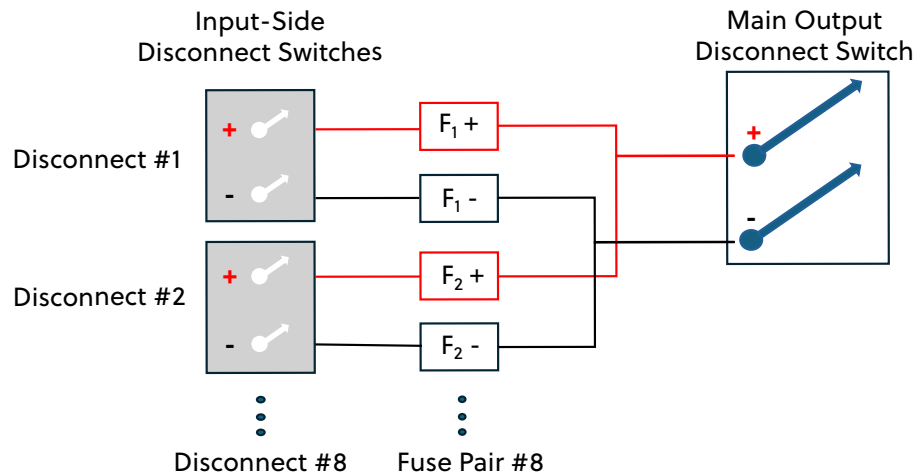 Input-Side
Disconnect Switches
Main Output
Disconnect Switch
Disconnect #1
+
-
F₁ +
F₁ -
+
-
Disconnect #2
+
-
F₂ +
F₂ -
Disconnect #8
Fuse Pair #8